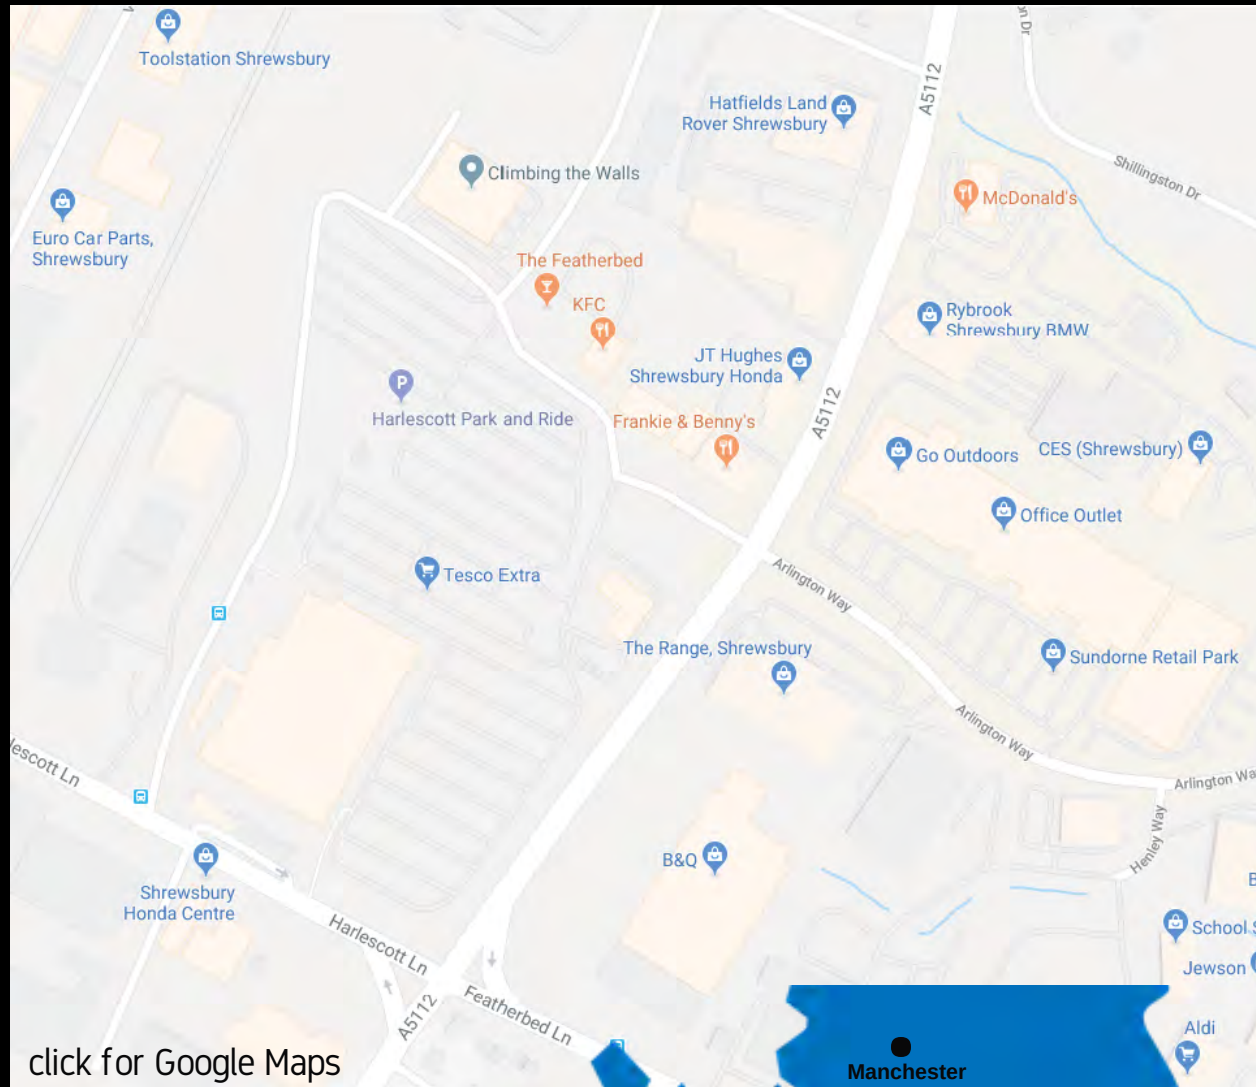 Toolstation Shrewsbury
Hatfields Land
Rover Shrewsbury
A5112
Shillingston Dr
Climbing the Walls
McDonald's
Euro Car Parts,
Shrewsbury
The Featherbed
KFC
Rybrook
Shrewsbury BMW
JT Hughes
Shrewsbury Honda
P
Harlescott Park and Ride
Frankie & Benny's
A5112
Go Outdoors
CES (Shrewsbury)
Office Outlet
Tesco Extra
Arlington Way
The Range, Shrewsbury
Sundorne Retail Park
Arlington Way
lescott Ln
Arlington Wa
Henley Way
B&Q
Shrewsbury
Honda Centre
B
School S
Harlescott Ln
Jewson
Featherbed Ln
A5112
Aldi
click for Google Maps
Manchester